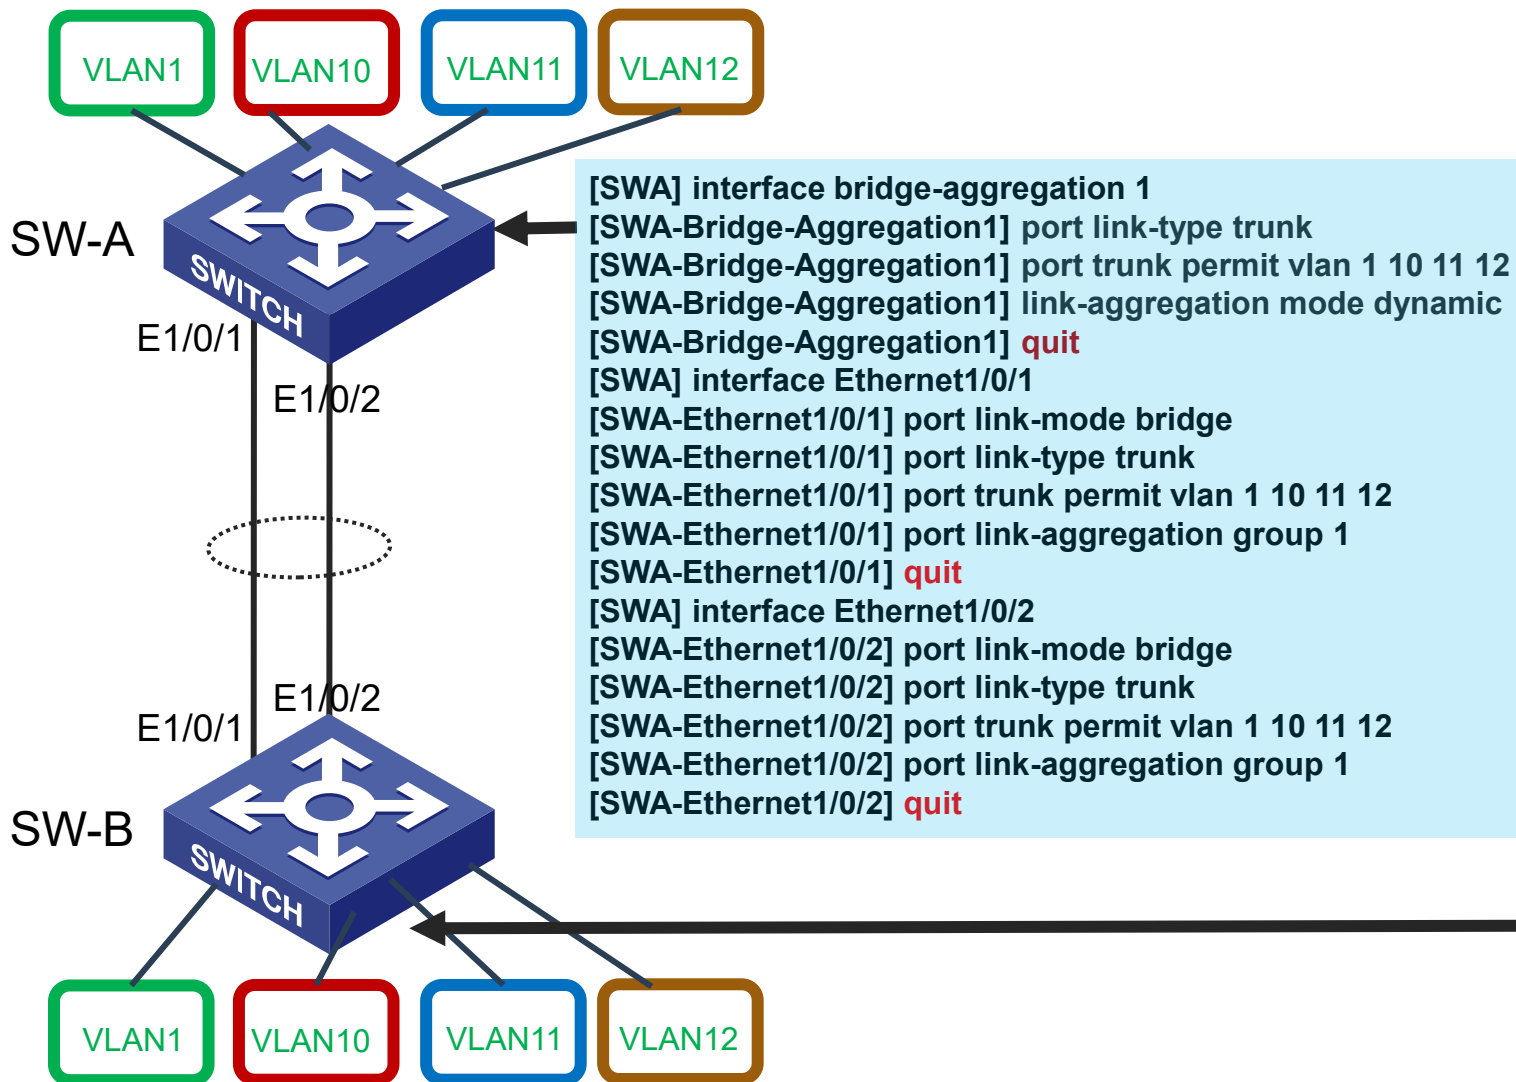 VLAN1
VLAN10
VLAN11
VLAN12
SW-A
SWITCH
E1/0/1
E1/0/2
[SWA] interface bridge-aggregation 1
[SWA-Bridge-Aggregation1] port link-type trunk
[SWA-Bridge-Aggregation1] port trunk permit vlan 1 10 11 12
[SWA-Bridge-Aggregation1] link-aggregation mode dynamic
[SWA-Bridge-Aggregation1] quit
[SWA] interface Ethernet1/0/1
[SWA-Ethernet1/0/1] port link-mode bridge
[SWA-Ethernet1/0/1] port link-type trunk
[SWA-Ethernet1/0/1] port trunk permit vlan 1 10 11 12
[SWA-Ethernet1/0/1] port link-aggregation group 1
[SWA-Ethernet1/0/1] quit
[SWA] interface Ethernet1/0/2
[SWA-Ethernet1/0/2] port link-mode bridge
[SWA-Ethernet1/0/2] port link-type trunk
[SWA-Ethernet1/0/2] port trunk permit vlan 1 10 11 12
[SWA-Ethernet1/0/2] port link-aggregation group 1
[SWA-Ethernet1/0/2] quit
E1/0/2
E1/0/1
SW-B
SWITCH
VLAN1
VLAN10
VLAN11
VLAN12